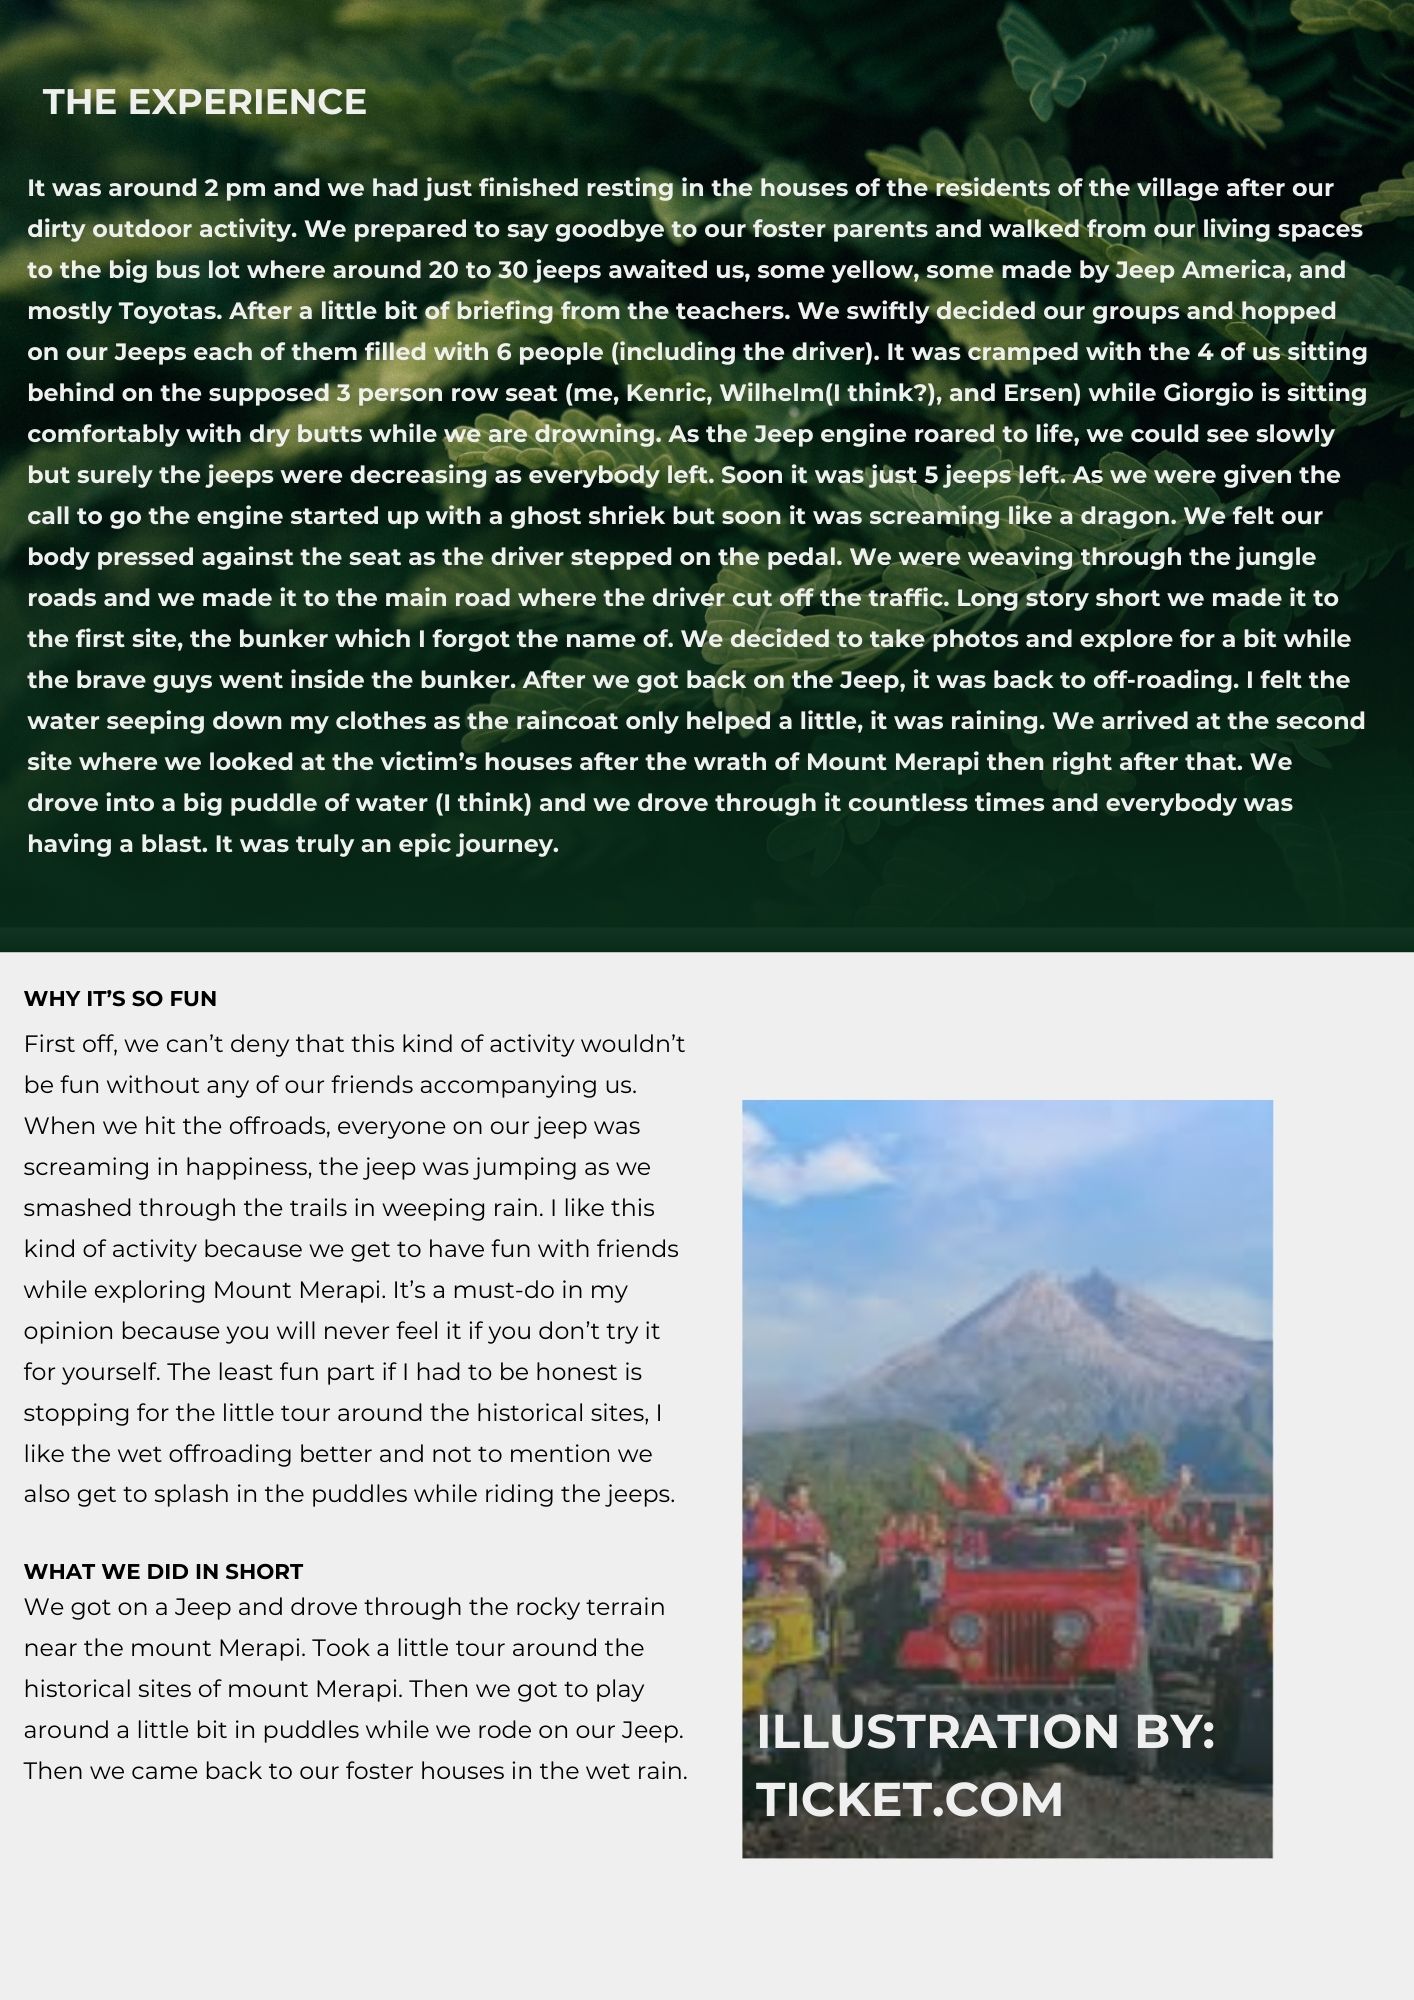 THE EXPERIENCE
It was around 2 pm and we had just finished resting in the houses of the residents of the village after our
dirty outdoor activity. We prepared to say goodbye to our foster parents and walked from our living spaces
to the big bus lot where around 20 to 30 jeeps awaited us, some yellow, some made by Jeep America, and
mostly Toyotas. After a little bit of briefing from the teachers. We swiftly decided our groups and hopped
on our Jeeps each of them filled with 6 people (including the driver). It was cramped with the 4 of us sitting
behind on the supposed 3 person row seat (me, Kenric, Wilhelm(I think?), and Ersen) while Giorgio is sitting
comfortably with dry butts while we are drowning. As the Jeep engine roared to life, we could see slowly
but surely the jeeps were decreasing as everybody left. Soon it was just 5 jeeps left. As we were given the
call to go the engine started up with a ghost shriek but soon it was screaming like a dragon. We felt our
body pressed against the seat as the driver stepped on the pedal. We were weaving through the jungle
roads and we made it to the main road where the driver cut off the traffic. Long story short we made it to
the first site, the bunker which I forgot the name of. We decided to take photos and explore for a bit while
the brave guys went inside the bunker. After we got back on the Jeep, it was back to off-roading. I felt the
water seeping down my clothes as the raincoat only helped a little, it was raining. We arrived at the second
site where we looked at the victim’s houses after the wrath of Mount Merapi then right after that. We
drove into a big puddle of water (I think) and we drove through it countless times and everybody was
having a blast. It was truly an epic journey.
WHY IT’S SO FUN
First off, we can’t deny that this kind of activity wouldn’t
be fun without any of our friends accompanying us.
When we hit the offroads, everyone on our jeep was
screaming in happiness, the jeep was jumping as we
smashed through the trails in weeping rain. I like this
kind of activity because we get to have fun with friends
while exploring Mount Merapi. It’s a must-do in my
opinion because you will never feel it if you don’t try it
for yourself. The least fun part if I had to be honest is
stopping for the little tour around the historical sites, I
like the wet offroading better and not to mention we
also get to splash in the puddles while riding the jeeps.
WHAT WE DID IN SHORT
We got on a Jeep and drove through the rocky terrain
near the mount Merapi. Took a little tour around the
historical sites of mount Merapi. Then we got to play
around a little bit in puddles while we rode on our Jeep.
Then we came back to our foster houses in the wet rain.
ILLUSTRATION BY:
TICKET.COM